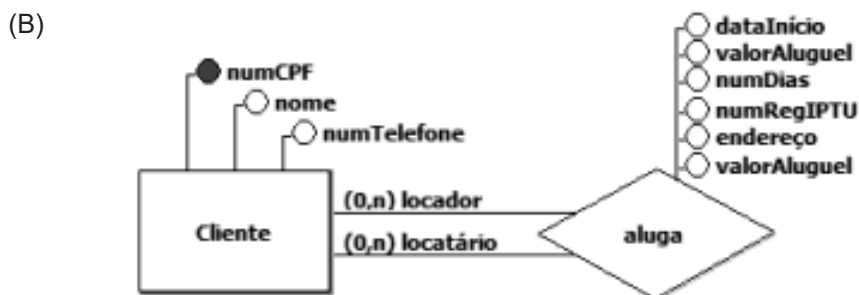 (B)
dataInício
valorAluguel
numDias
numRegIPTU
endereço
valorAluguel
numCPF
nome
numTelefone
(0,n) locador
Cliente
(0,n) locatário
aluga